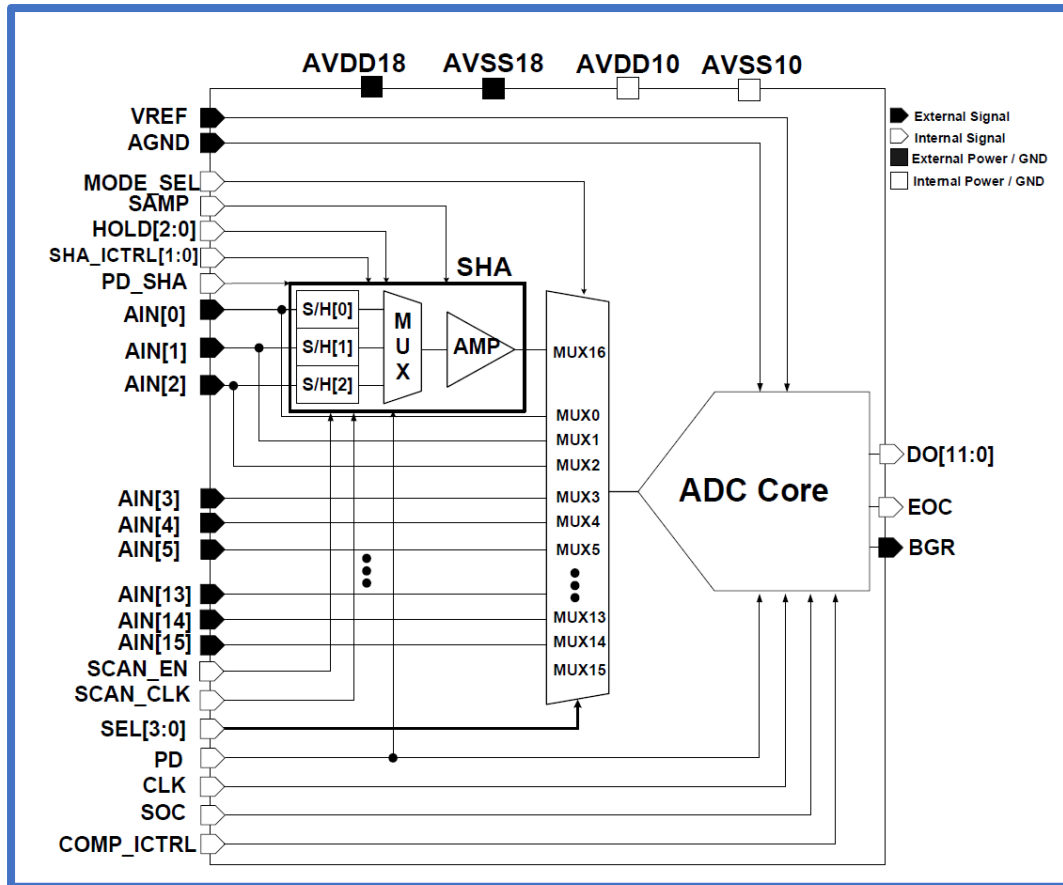 AVDD18 AVSS18 AVDD10 AVSS10
VREF
AGND
MODE_SEL
SAMP
HOLD[2:0]
SHA_ICTRL[1:0]
PD_SHA
AIN[0]
AIN[1]
AIN[2]
AIN[3]
AIN[4]
AIN[5]
AIN[13]
AIN[14]
AIN[15]
SCAN_EN
SCAN_CLK
SEL[3:0]
PD
CLK
SOC
COMP_ICTRL
SHA
S/H[0]
S/H[1]
S/H[2]
M
U
X
AMP
MUX16
MUX0
MUX1
MUX2
MUX3
MUX4
MUX5
MUX13
MUX14
MUX15
ADC Core
External Signal
Internal Signal
External Power / GND
Internal Power / GND
DO[11:0]
EOC
BGR